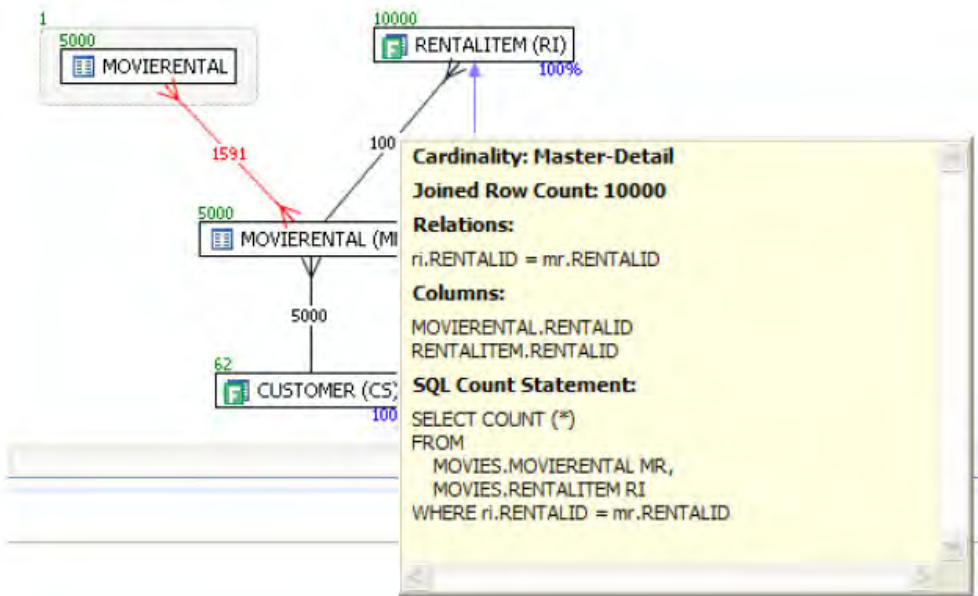 1
5000
MOVIERENTAL
10000
RENTALITEM (RI)
100%
1591
100
5000
MOVIERENTAL (M
5000
62
CUSTOMER (CS)
100
Cardinality: Master-Detail
Joined Row Count: 10000
Relations:
ri.RENTALID = mr.RENTALID
Columns:
MOVIERENTAL.RENTALID
RENTALITEM.RENTALID
SQL Count Statement:
SELECT COUNT (*)
FROM
MOVIES.MOVIERENTAL MR,
MOVIES.RENTALITEM RI
WHERE ri.RENTALID = mr.RENTALID